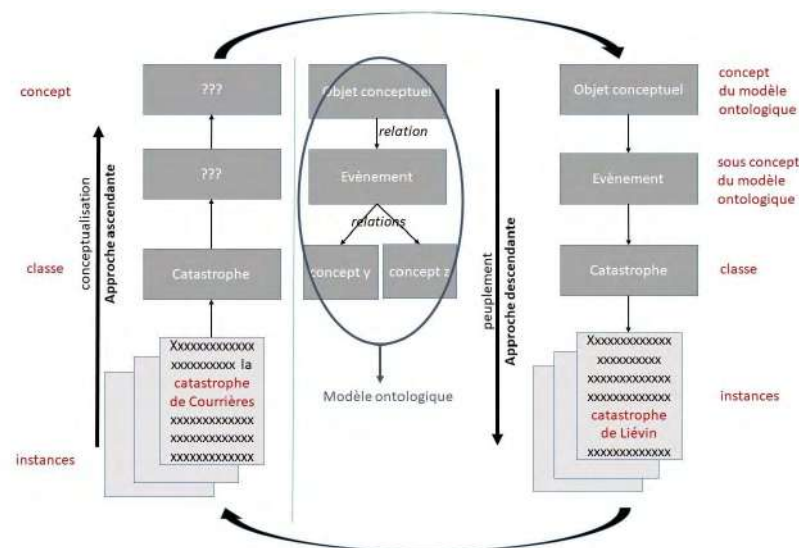 concept
???
???
classe
Catastrophe
conceptualisation
Approche ascendante
Xxxxxxxxxxxxx
xxxxxxxxxx la
catastrophe
de Courrières
xxxxxxxxxxxxx
xxxxxxxxxxxxx
xxxxxxxxxxxxx
instances
Objet conceptuel
relation
Evènement
relations
concept y
concept z
Modèle ontologique
peuplement
Approche descendante
Objet conceptuel
concept
du modèle
ontologique
Evènement
sous concept
du modèle
ontologique
Catastrophe
classe
Xxxxxxxxxxxxx
xxxxxxxxxx
xxxxxxxxxxxxx
xxxxxxxxxxxxx
catastrophe
de Liévin
xxxxxxxxxxxxx
instances